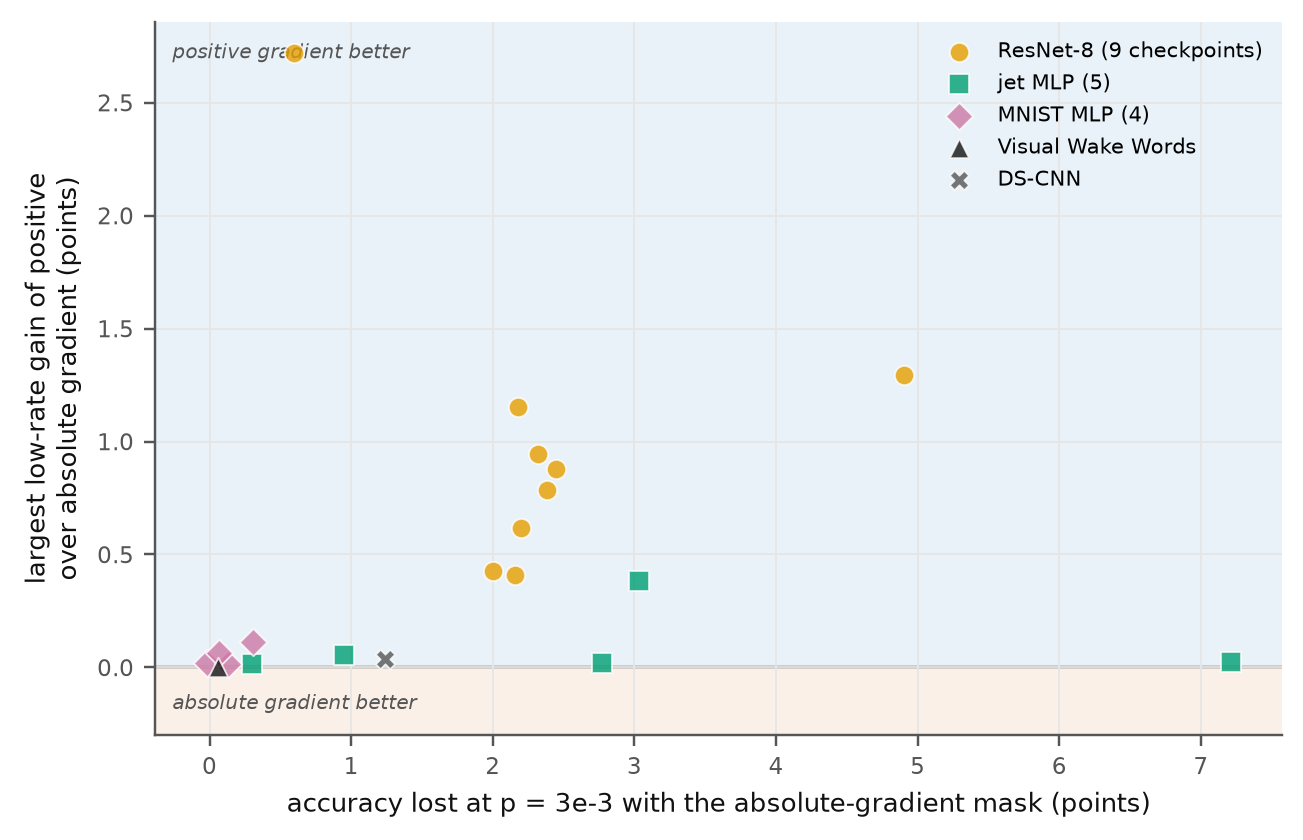 positive gradient better
ResNet-8 (9 checkpoints)
jet MLP (5)
MNIST MLP (4)
Visual Wake Words
DS-CNN
largest low-rate gain of positive
over absolute gradient (points)
2.5
2.0
1.5
1.0
0.5
0.0
absolute gradient better
0 1 2 3 4 5 6 7
accuracy lost at p = 3e-3 with the absolute-gradient mask (points)